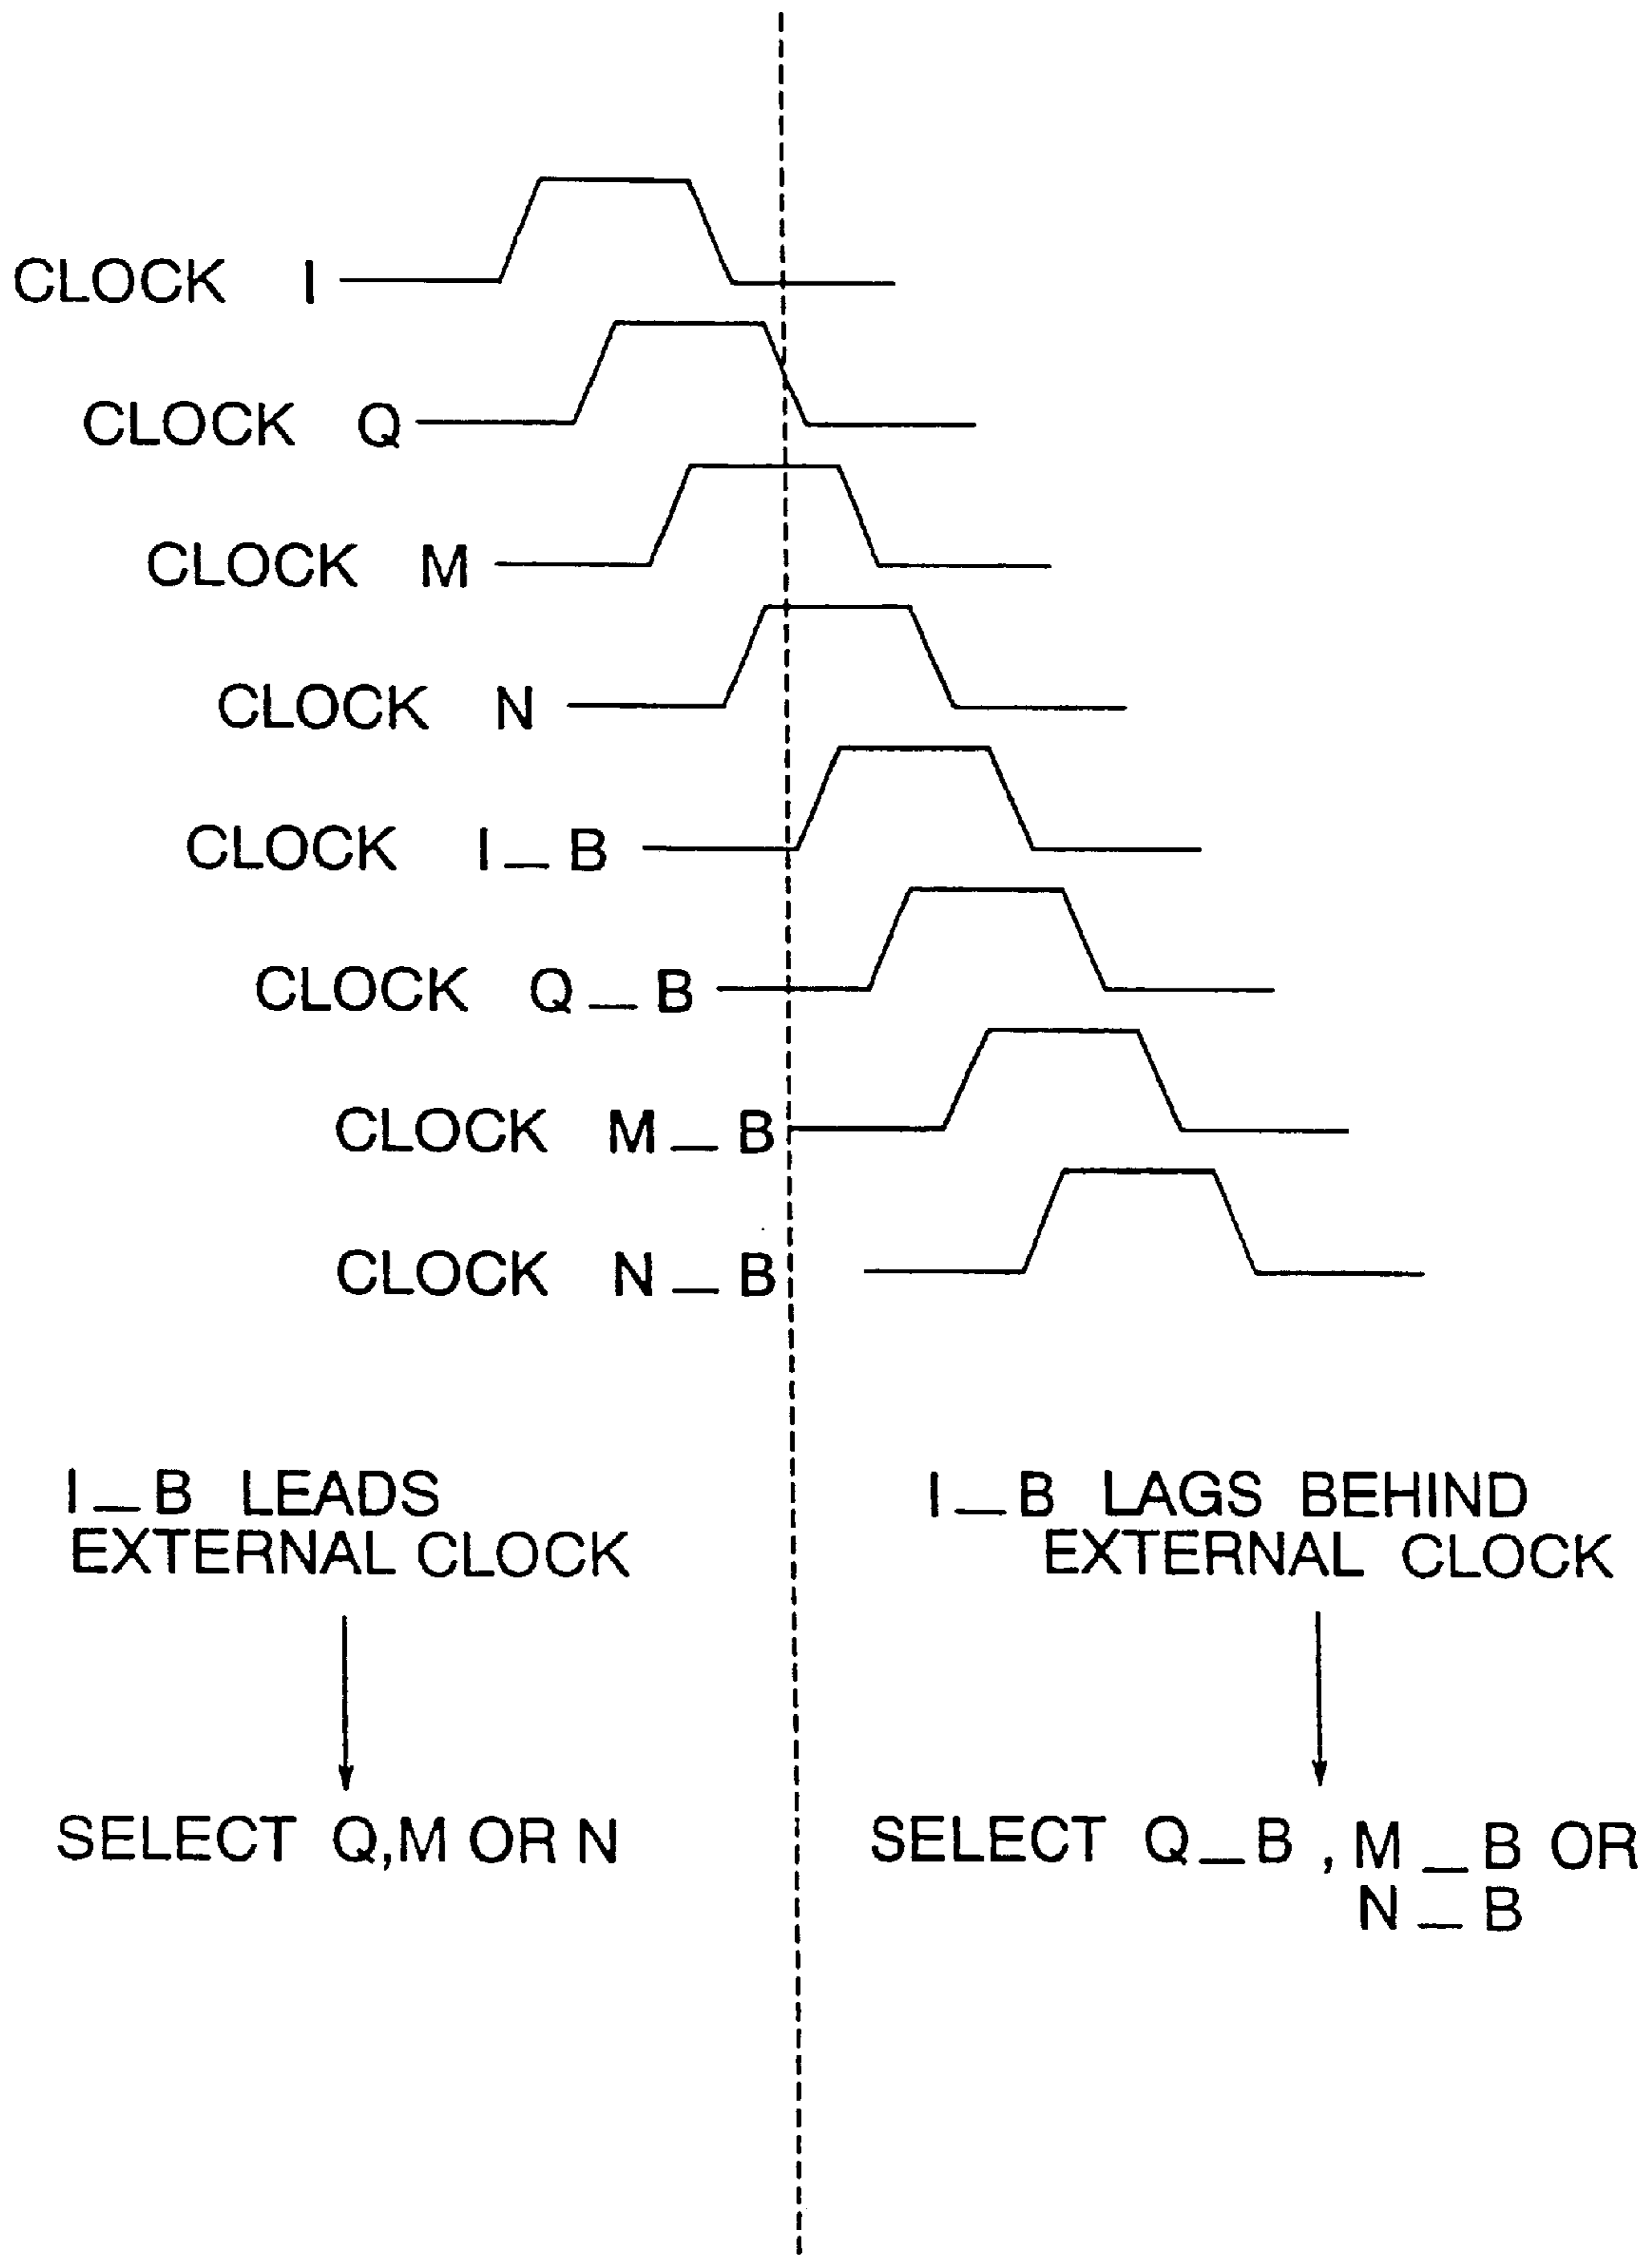 CLOCK I
CLOCK Q
CLOCK M
CLOCK N
CLOCK I_B
CLOCK Q_B
CLOCK M_B
CLOCK N_B
I_B LEADS
EXTERNAL CLOCK
I_B LAGS BEHIND
EXTERNAL CLOCK
SELECT Q,M OR N
SELECT Q_B , M_B OR
N_B